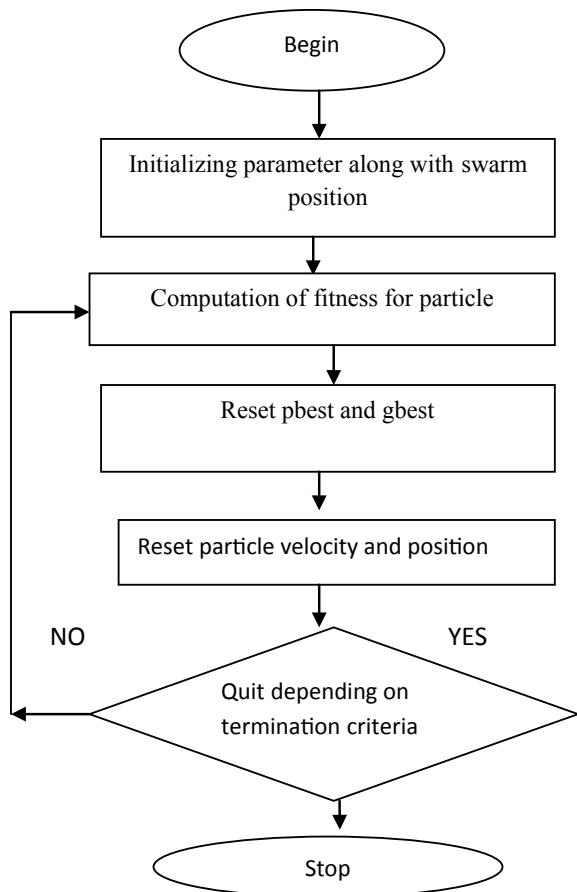 Begin
Initializing parameter along with swarm
position
Computation of fitness for particle
Reset pbest and gbest
Reset particle velocity and position
NO
YES
Quit depending on
termination criteria
Stop